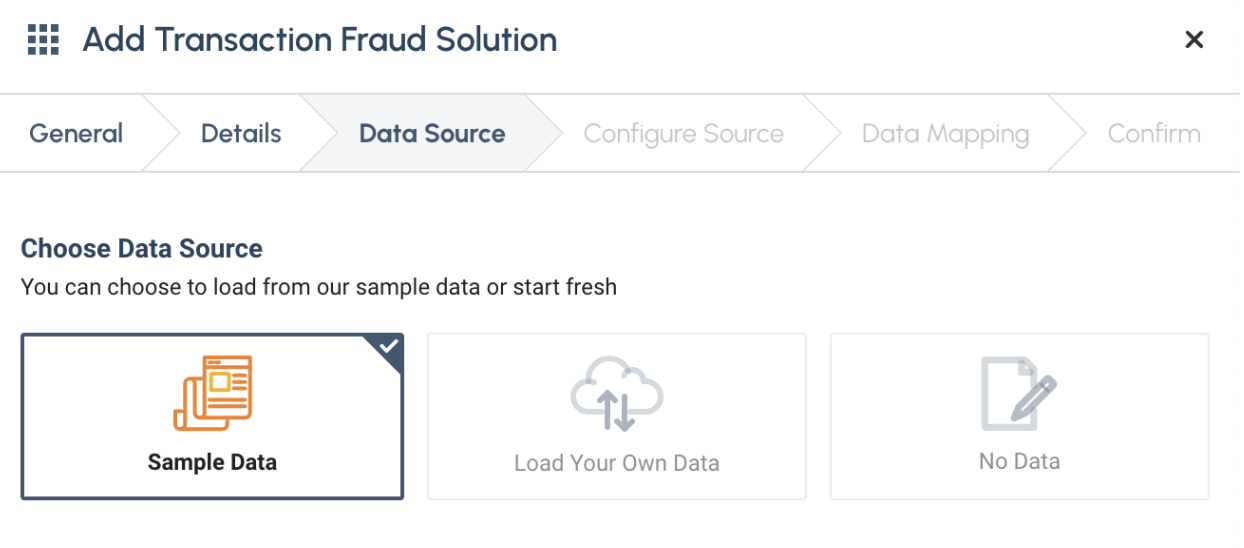 Add Transaction Fraud Solution
General Details Data Source Configure Source Data Mapping Confirm
Choose Data Source
You can choose to load from our sample data or start fresh
Sample Data Load Your Own Data No Data